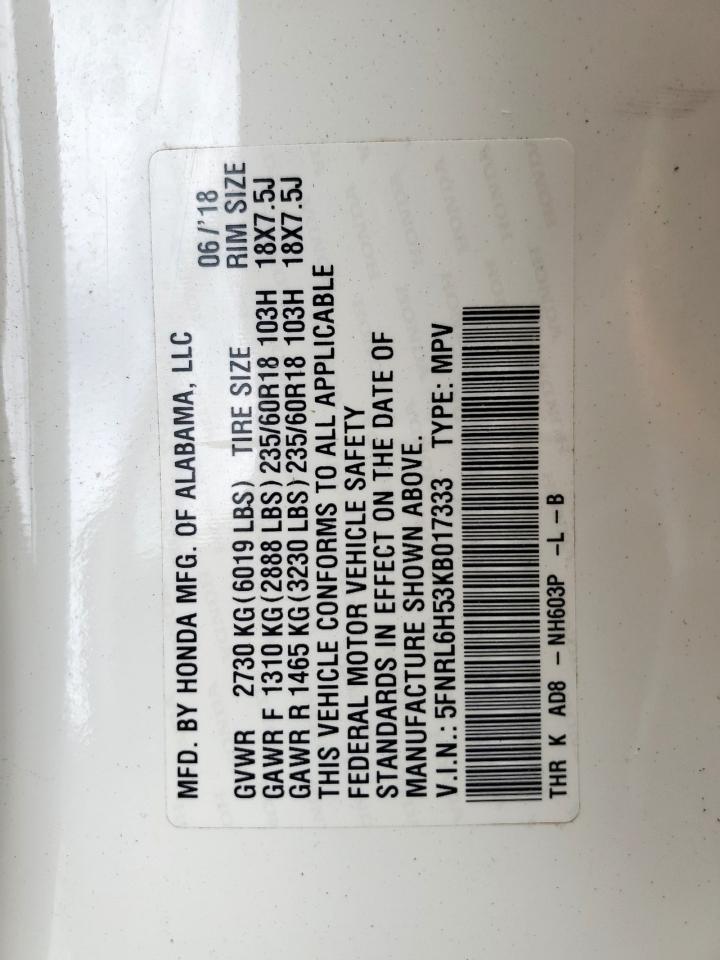 MFD. BY HONDA MFG. OF ALABAMA, LLC 06/'18
GVWR 2730 KG(6019 LBS) TIRE SIZE RIM SIZE
GAWR F 1310 KG(2888 LBS) 235/60R18 103H 18X7.5J
GAWR R 1465 KG(3230 LBS) 235/60R18 103H 18X7.5J
THIS VEHICLE CONFORMS TO ALL APPLICABLE
FEDERAL MOTOR VEHICLE SAFETY
STANDARDS IN EFFECT ON THE DATE OF
MANUFACTURE SHOWN ABOVE.
V.I.N.: 5FNRL6H53KB017333 TYPE: MPV
THR K AD8 - NH603P -L-B